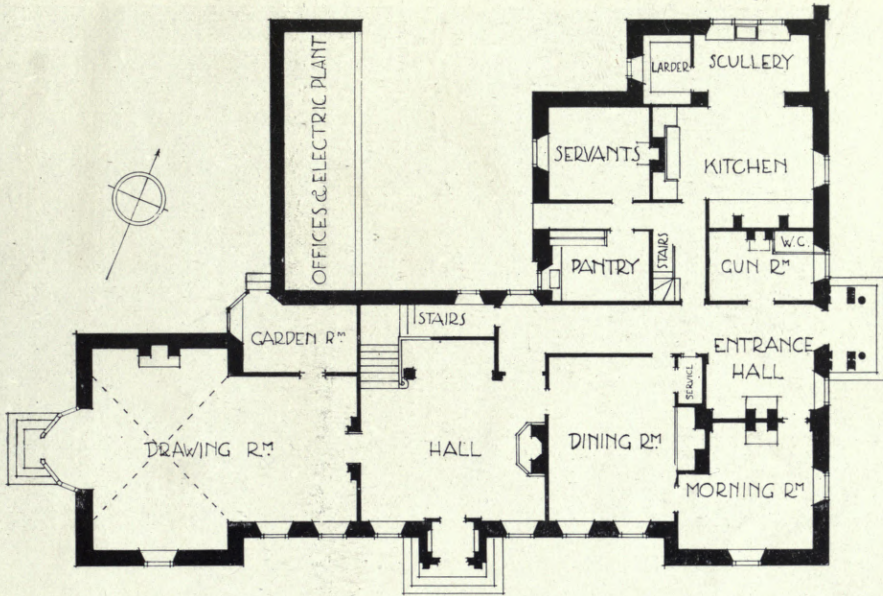 LARDER
SCULLERY
OFFICES & ELECTRIC PLANT
SERVANTS
KITCHEN
W.C.
PANTRY
STAIRS
GUN RM
GARDEN RM
STAIRS
ENTRANCE
HALL
SERVICE
DRAWING RM
HALL
DINING RM
MORNING RM